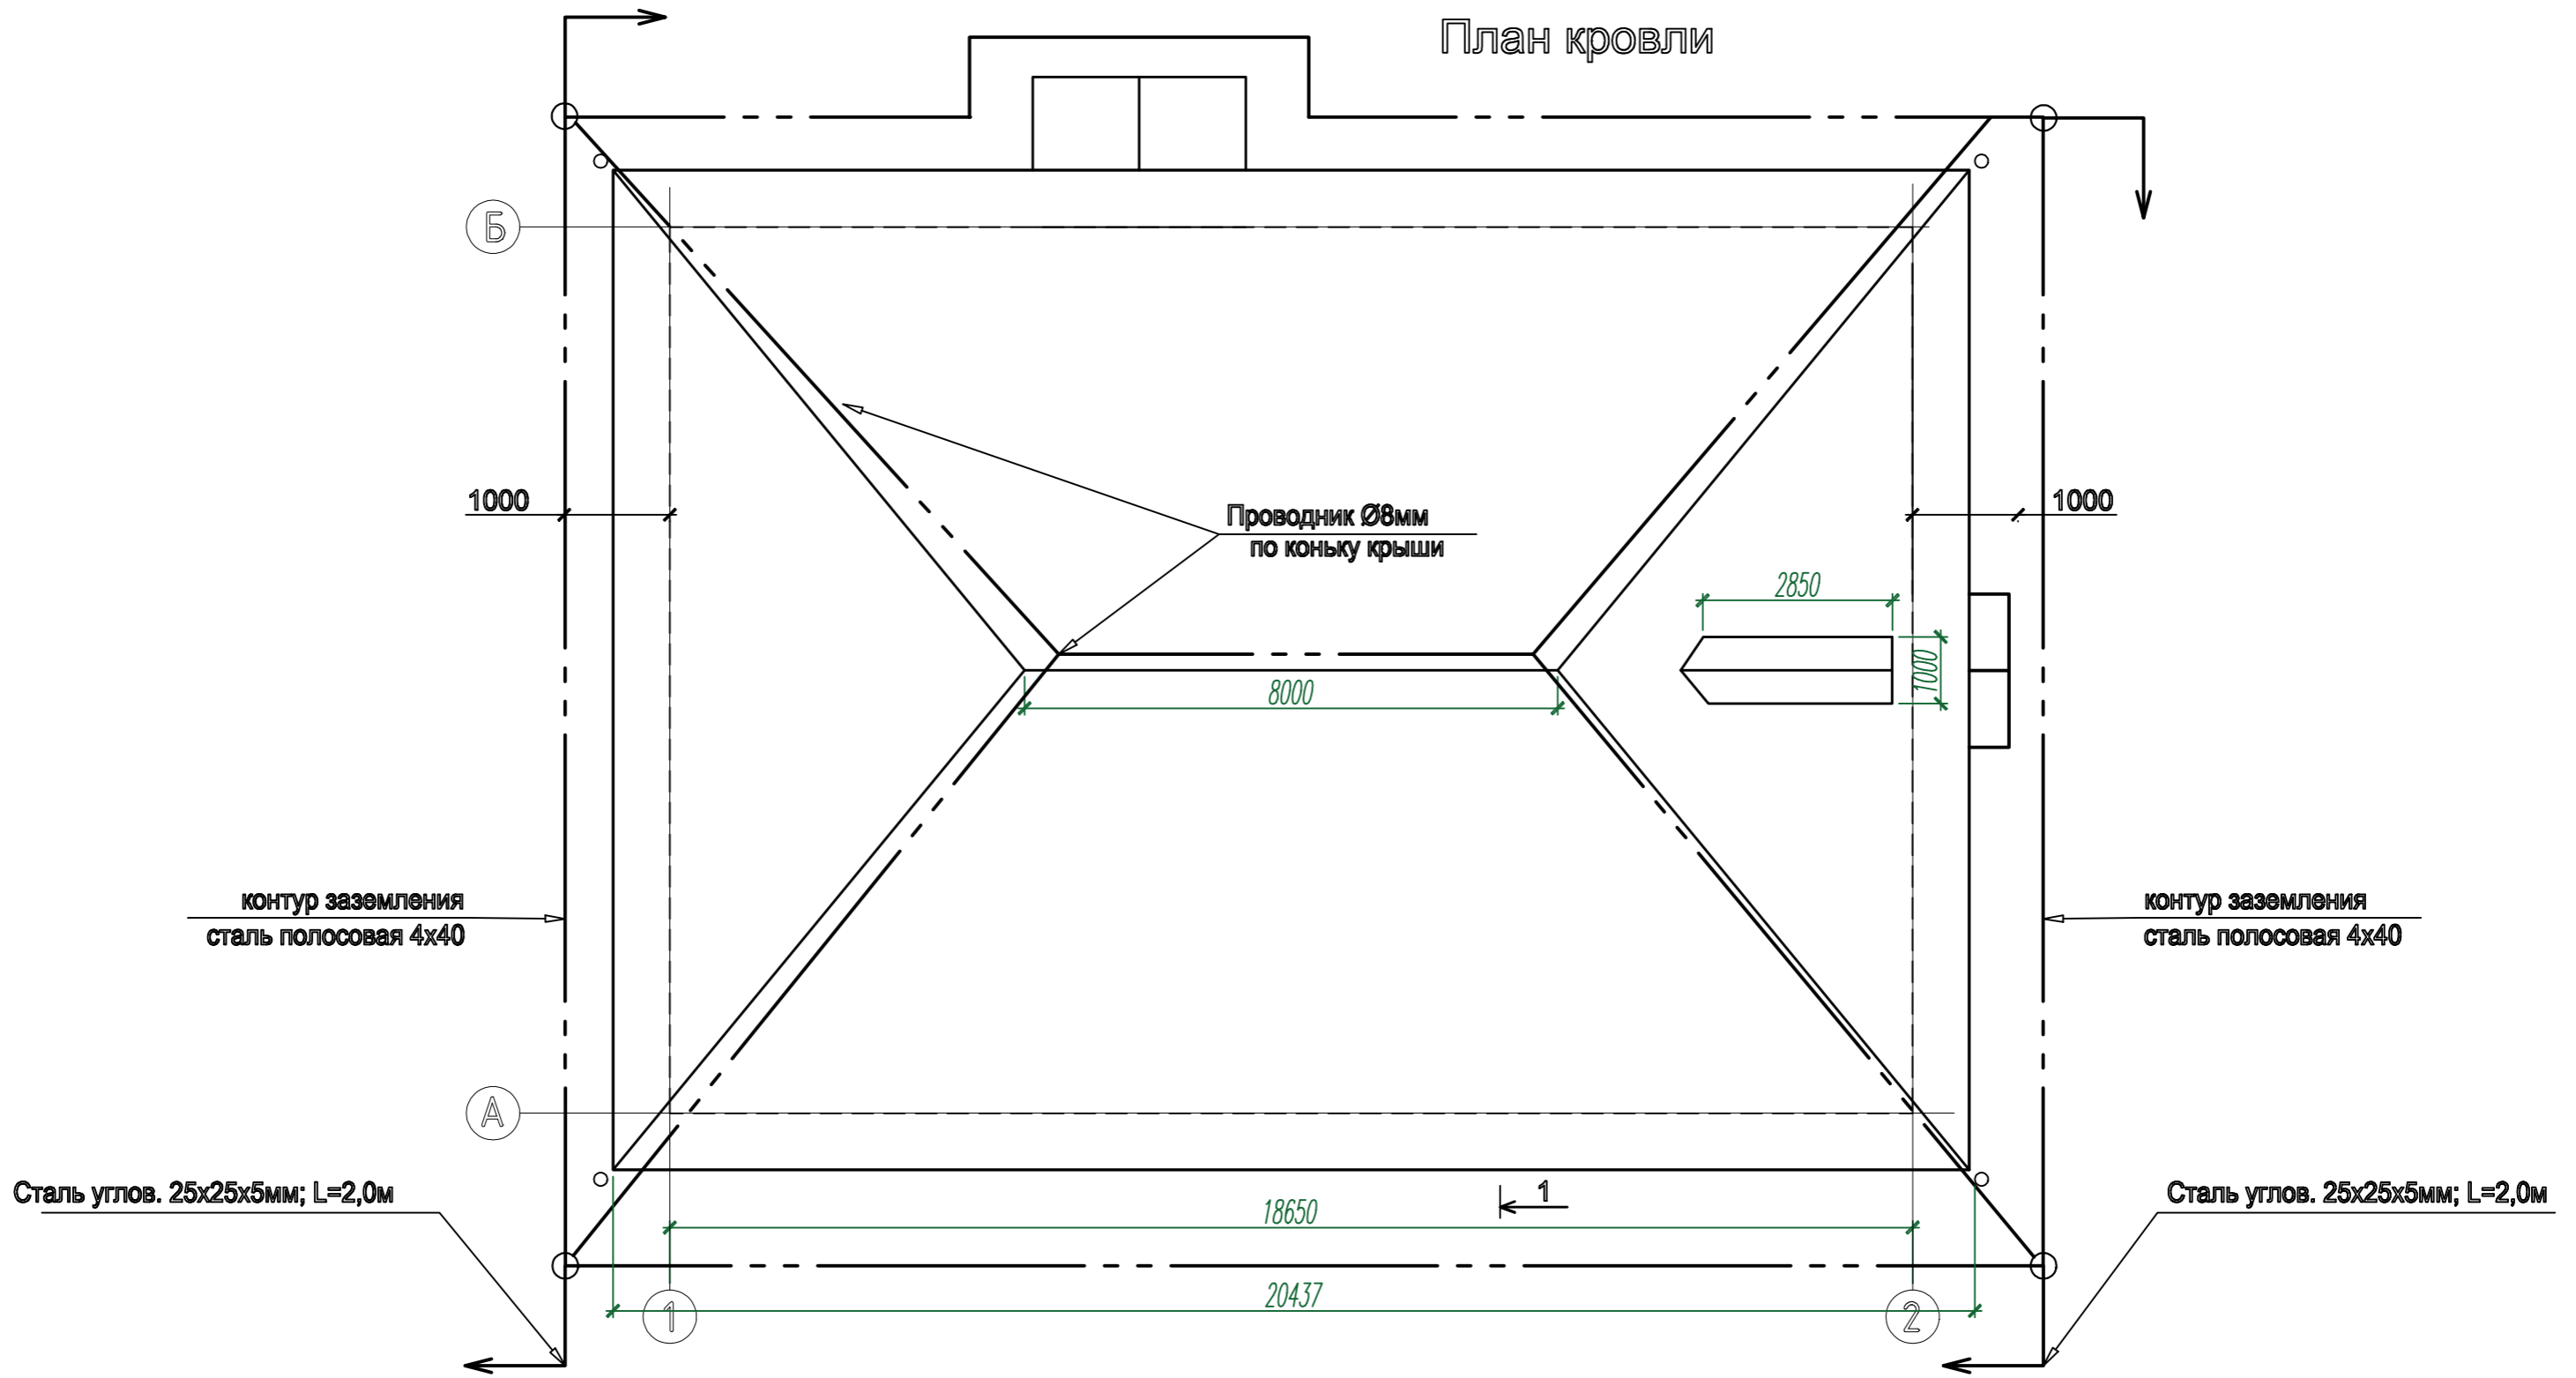 План кровли
Б
1000
1000
Проводник Ø8мм
по коньку крыши
2850
1000
8000
контур заземления
сталь полосовая 4х40
контур заземления
сталь полосовая 4х40
А
Сталь углов. 25х25х5мм; L=2,0м
1
Сталь углов. 25х25х5мм; L=2,0м
18650
20437
1
2